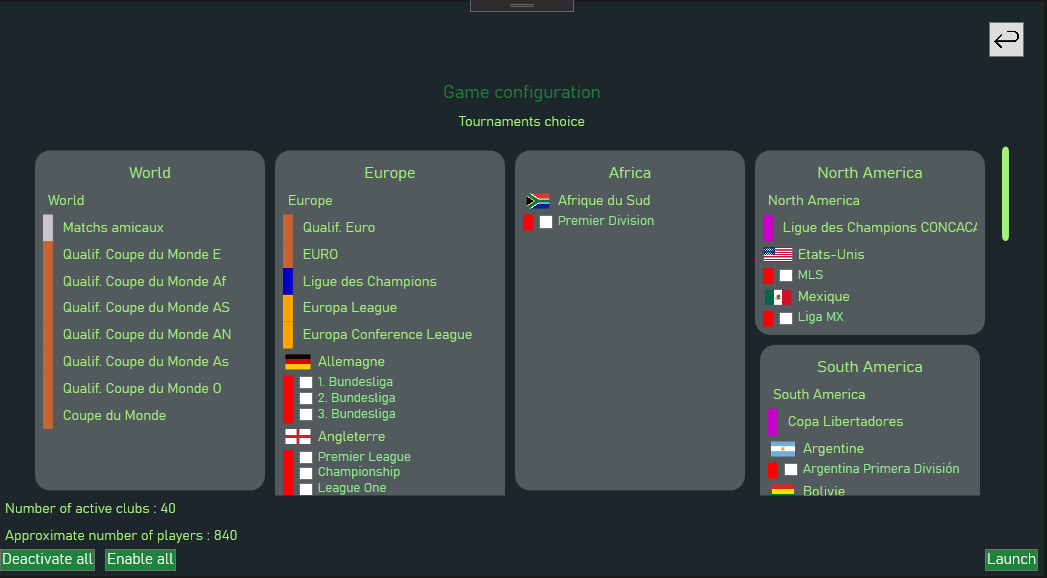 Game configuration
Tournaments choice
World
World
Matchs amicaux
Qualif. Coupe du Monde E
Qualif. Coupe du Monde Af
Qualif. Coupe du Monde AS
Qualif. Coupe du Monde AN
Qualif. Coupe du Monde As
Qualif. Coupe du Monde O
Coupe du Monde
Europe
Europe
Qualif. Euro
EURO
Ligue des Champions
Europa League
Europa Conference League
Allemagne
1. Bundesliga
2. Bundesliga
3. Bundesliga
Angleterre
Premier League
Championship
League One
Africa
Afrique du Sud
Premier Division
North America
North America
Ligue des Champions CONCACA
Etats-Unis
MLS
Mexique
Liga MX
South America
South America
Copa Libertadores
Argentine
Argentina Primera División
Bolivie
Number of active clubs : 40
Approximate number of players : 840
Deactivate all
Enable all
Launch